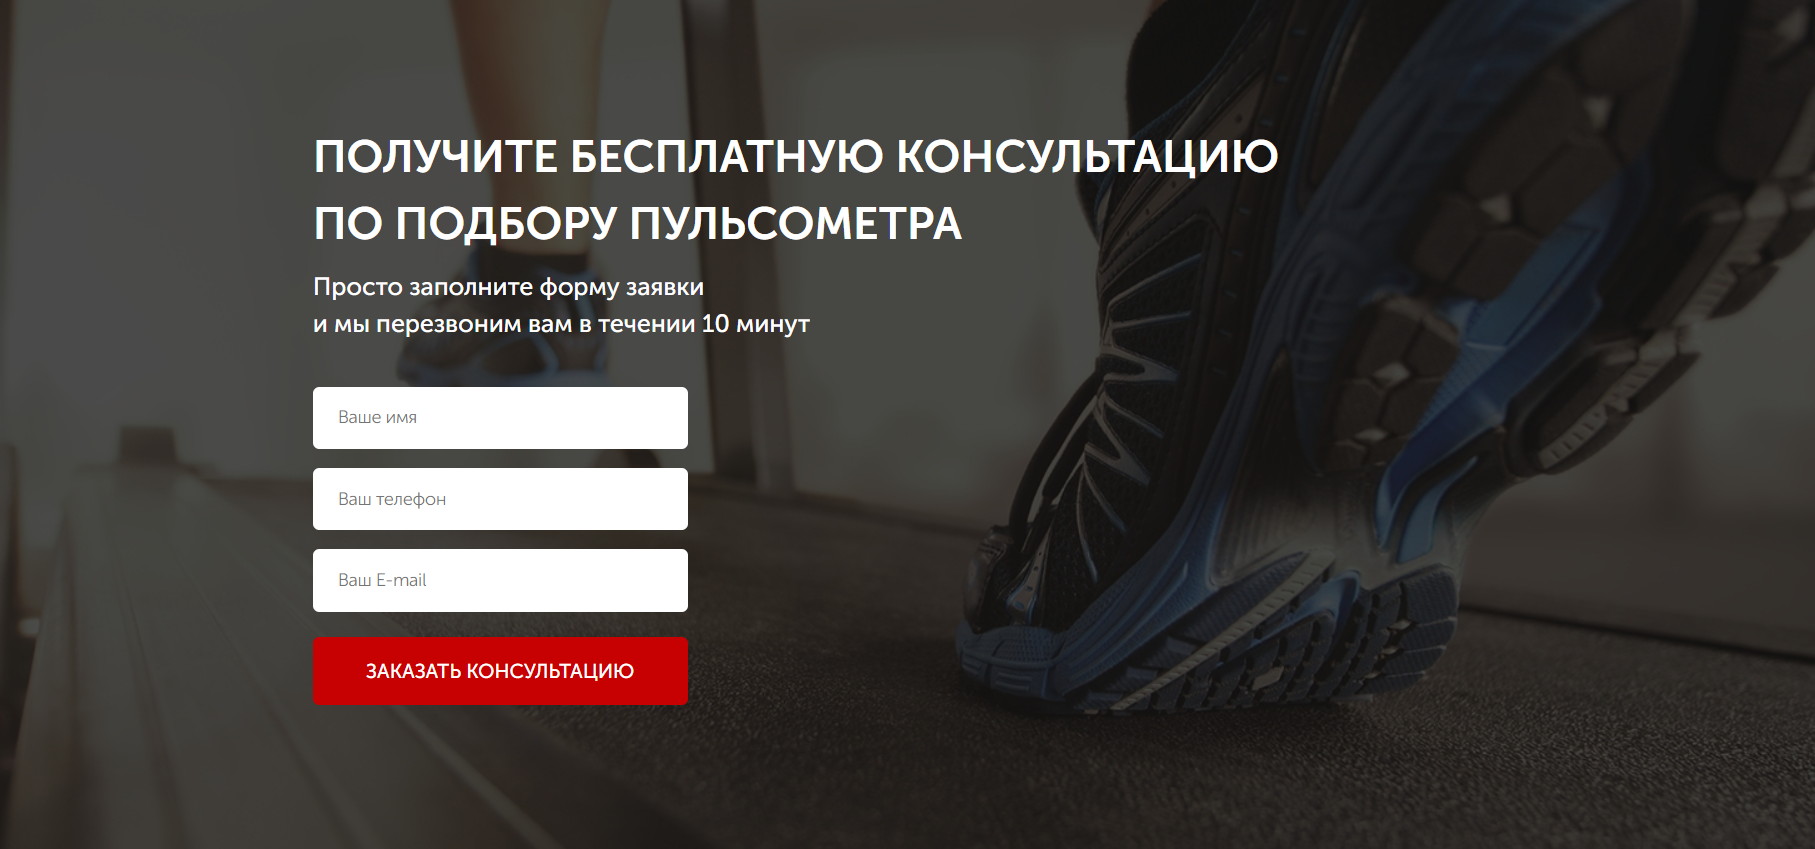 ПОЛУЧИТЕ БЕСПЛАТНУЮ КОНСУЛЬТАЦИЮ
ПО ПОДБОРУ ПУЛЬСОМЕТРА
Просто заполните форму заявки
и мы перезвоним вам в течении 10 минут
Ваше имя
Ваш телефон
Ваш E-mail
ЗАКАЗАТЬ КОНСУЛЬТАЦИЮ